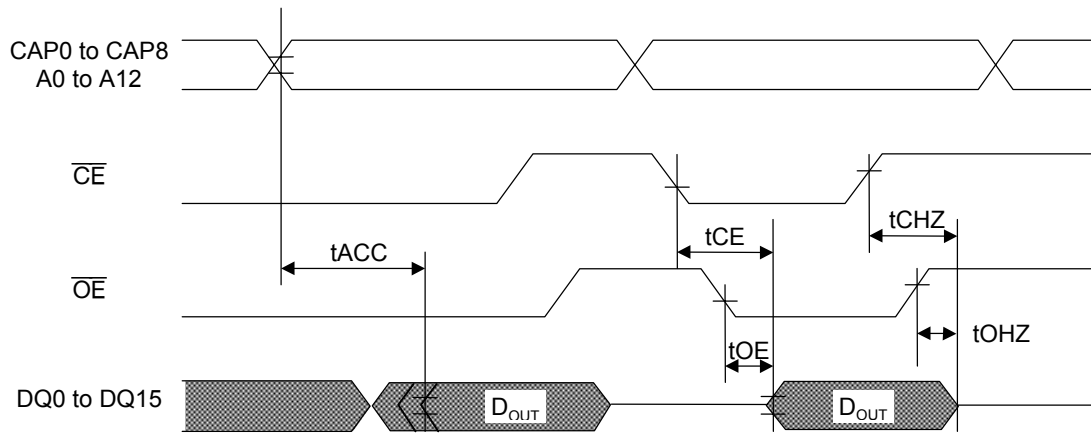 CAP0 to CAP8
A0 to A12
CE
tCE
tCHZ
tACC
OE
tOE
tOHZ
DQ0 to DQ15
DOUT
DOUT